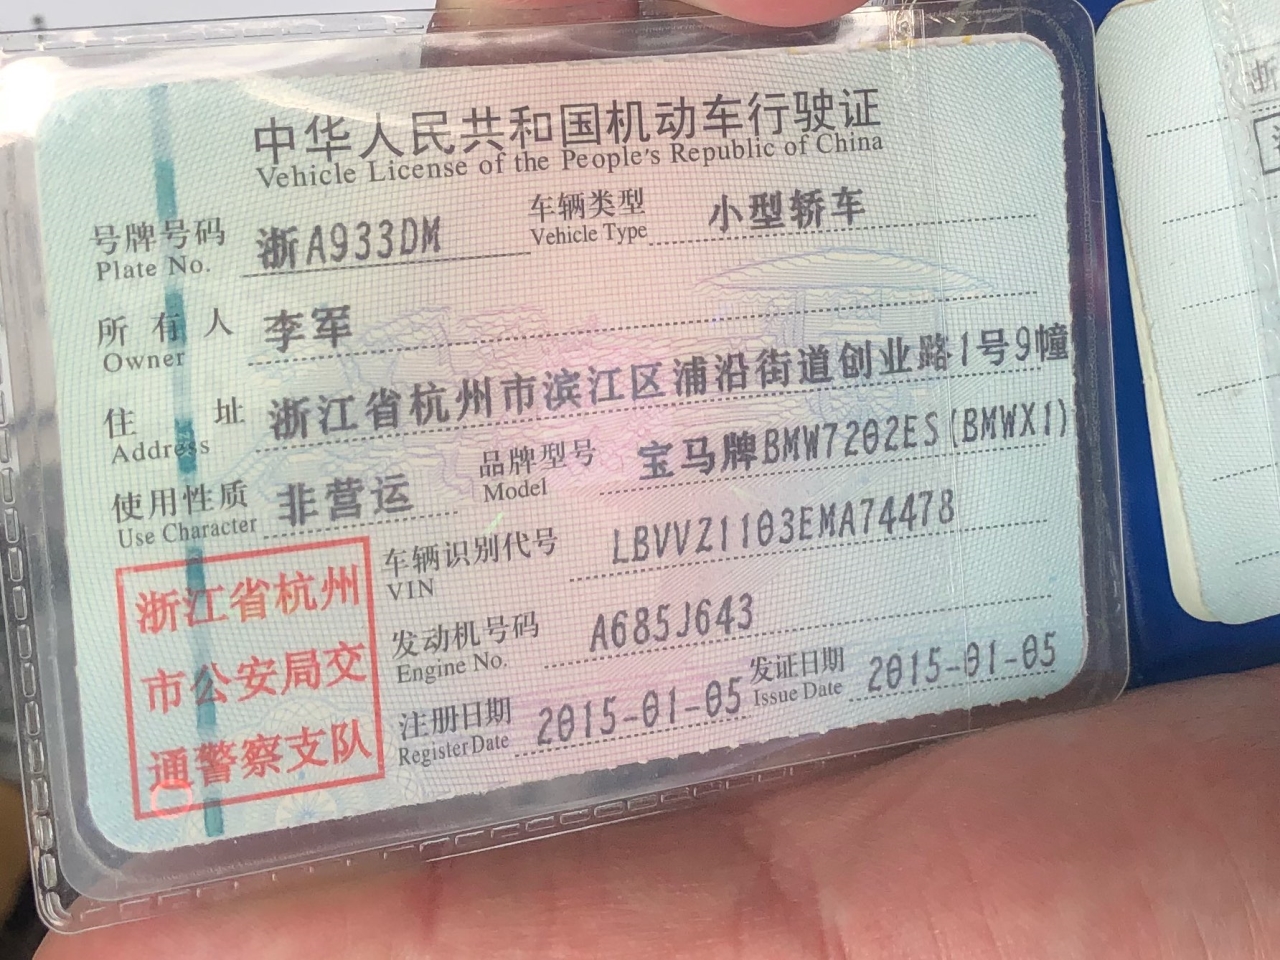 中华人民共和国机动车行驶证
Vehicle License of the People's Republic of China
号牌号码 浙A933DM 车辆类型 小型轿车
Plate No. Vehicle Type
所有人 李军
Owner
住址 浙江省杭州市滨江区浦沿街道创业路1号9幢
Address
使用性质 非营运 品牌型号 宝马牌BMW7202ES(BMWX1)
Use Character Model
车辆识别代号 LBVVZ1103EMA74478
VIN
发动机号码 A685J643
Engine No.
注册日期 2015-01-05 发证日期 2015-01-05
Register Date Issue Date
浙江省杭州
市公安局交
通警察支队
浙